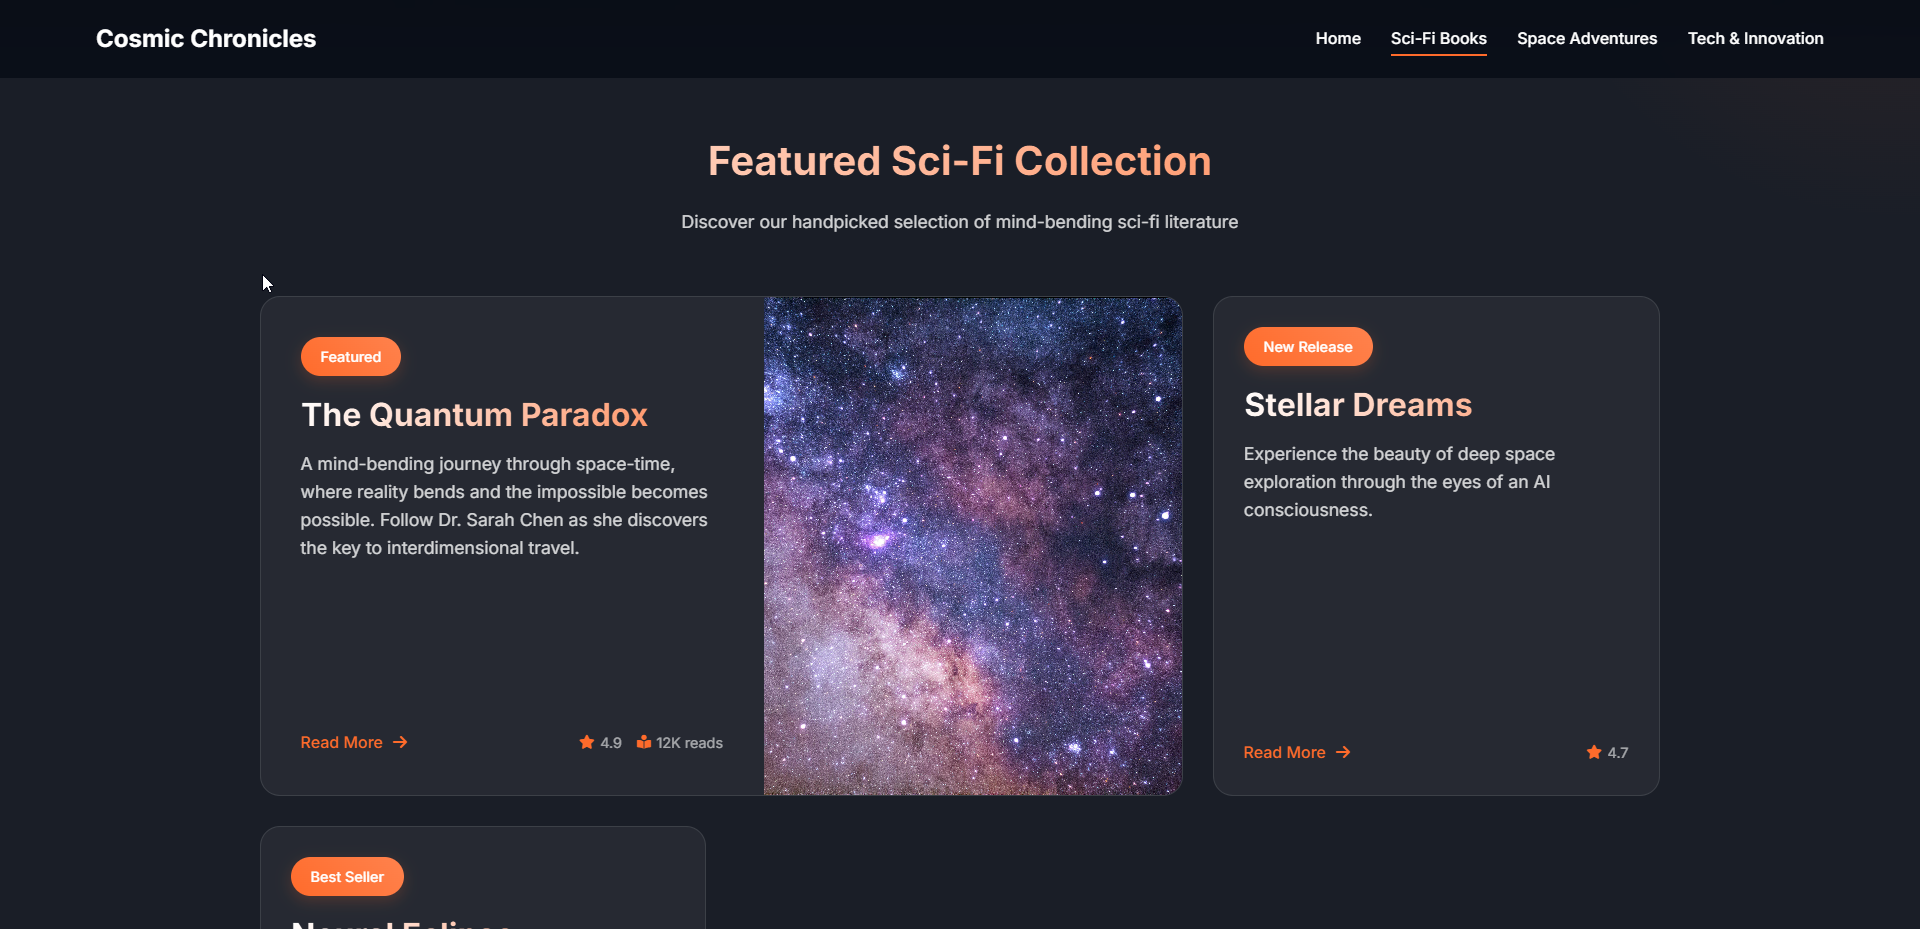 Cosmic Chronicles
Home
Sci-Fi Books
Space Adventures
Tech & Innovation
Featured Sci-Fi Collection
Discover our handpicked selection of mind-bending sci-fi literature
Featured
The Quantum Paradox
A mind-bending journey through space-time,
where reality bends and the impossible becomes
possible. Follow Dr. Sarah Chen as she discovers
the key to interdimensional travel.
Read More
4.9
12K reads
New Release
Stellar Dreams
Experience the beauty of deep space
exploration through the eyes of an AI
consciousness.
Read More
4.7
Best Seller
Neural Eclipse